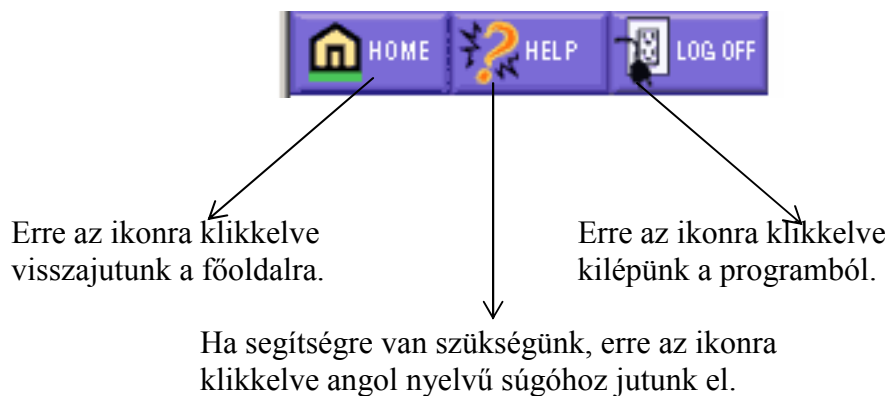 HOME HELP LOG OFF
Erre az ikonra klikkelve
visszajutunk a főoldalra.
Erre az ikonra klikkelve
kilépünk a programból.
Ha segítségre van szükségünk, erre az ikonra
klikkelve angol nyelvű súgóhoz jutunk el.